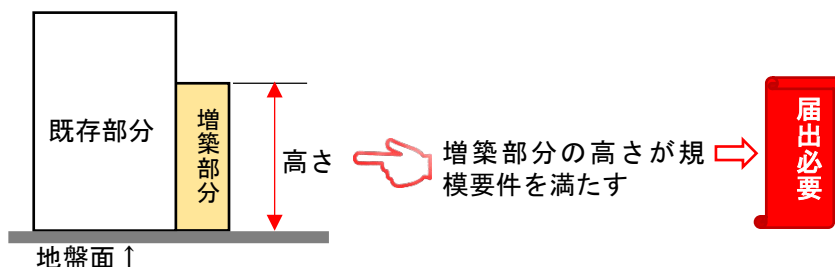 既存部分
増築部分
高さ
増築部分の高さが規
模要件を満たす
届出必要
地盤面↑